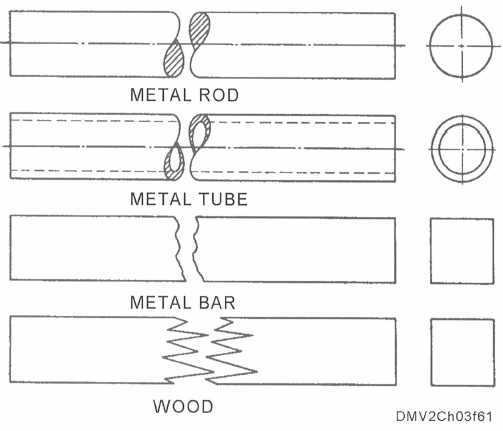 METAL ROD
METAL TUBE
METAL BAR
WOOD
DMV2Ch03f61